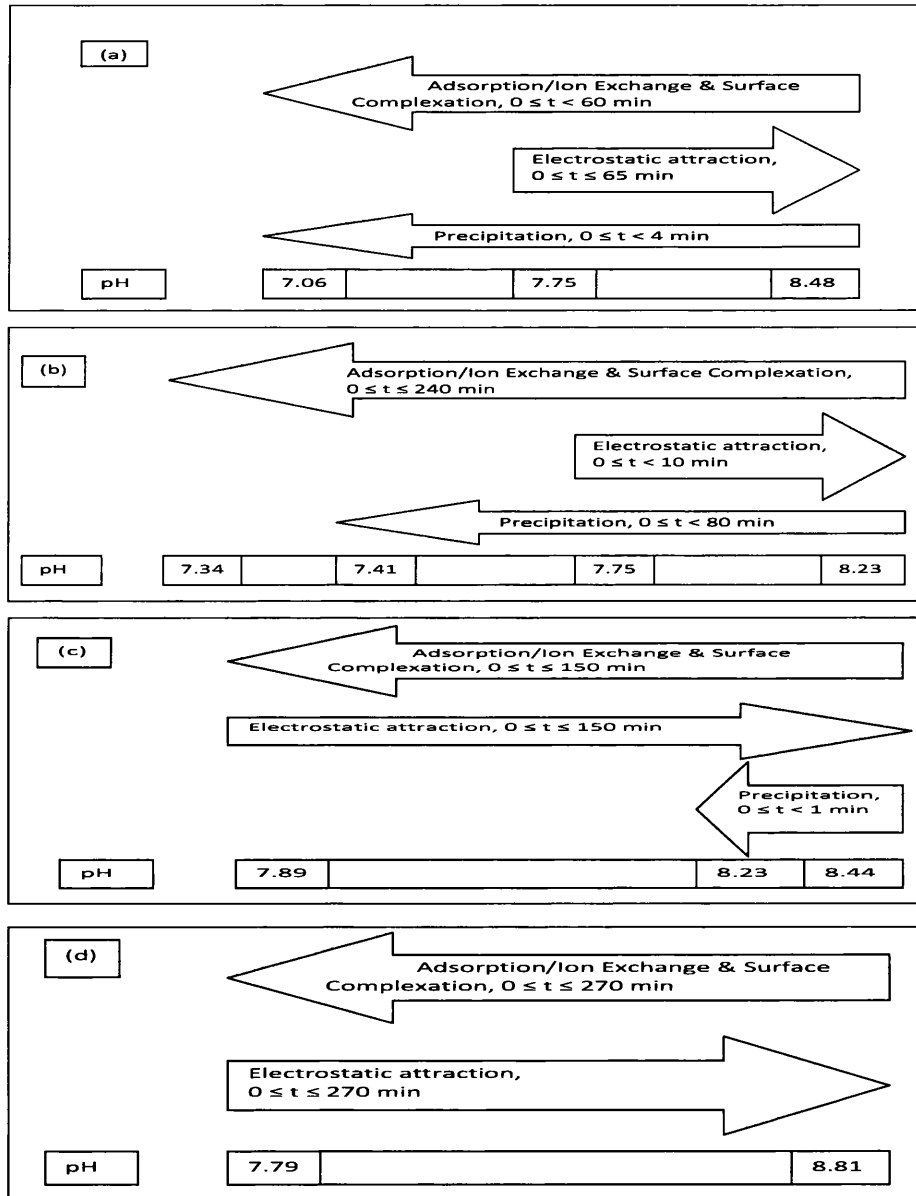 (a)
Adsorption/Ion Exchange & Surface
Complexation, 0 ≤ t < 60 min
Electrostatic attraction,
0 ≤ t ≤ 65 min
Precipitation, 0 ≤ t < 4 min
pH 7.06 7.75 8.48
(b)
Adsorption/Ion Exchange & Surface Complexation,
0 ≤ t ≤ 240 min
Electrostatic attraction,
0 ≤ t < 10 min
Precipitation, 0 ≤ t < 80 min
pH 7.34 7.41 7.75 8.23
(c)
Adsorption/Ion Exchange & Surface
Complexation, 0 ≤ t ≤ 150 min
Electrostatic attraction, 0 ≤ t ≤ 150 min
Precipitation,
0 ≤ t < 1 min
pH 7.89 8.23 8.44
(d)
Adsorption/Ion Exchange & Surface
Complexation, 0 ≤ t ≤ 270 min
Electrostatic attraction,
0 ≤ t ≤ 270 min
pH 7.79 8.81